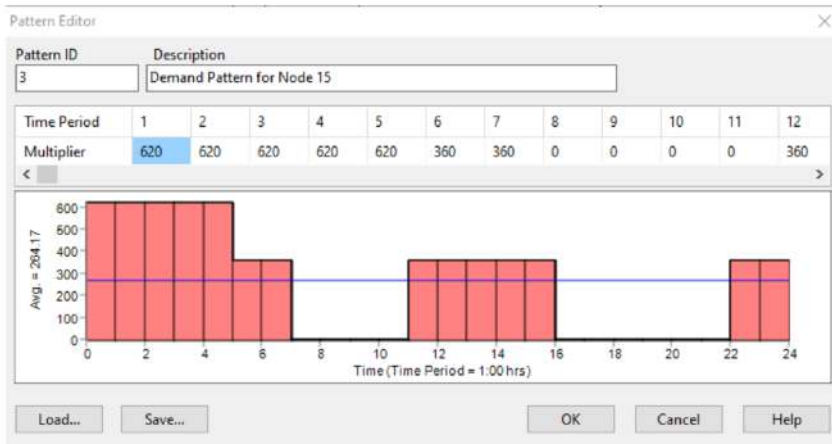 Pattern Editor
Pattern ID Description
3 Demand Pattern for Node 15
Time Period 1 2 3 4 5 6 7 8 9 10 11 12
Multiplier 620 620 620 620 620 360 360 0 0 0 0 360
600
500
400
300
200
100
0
Avg. = 264.17
0 2 4 6 8 10 12 14 16 18 20 22 24
Time (Time Period = 1:00 hrs)
Load... Save... OK Cancel Help